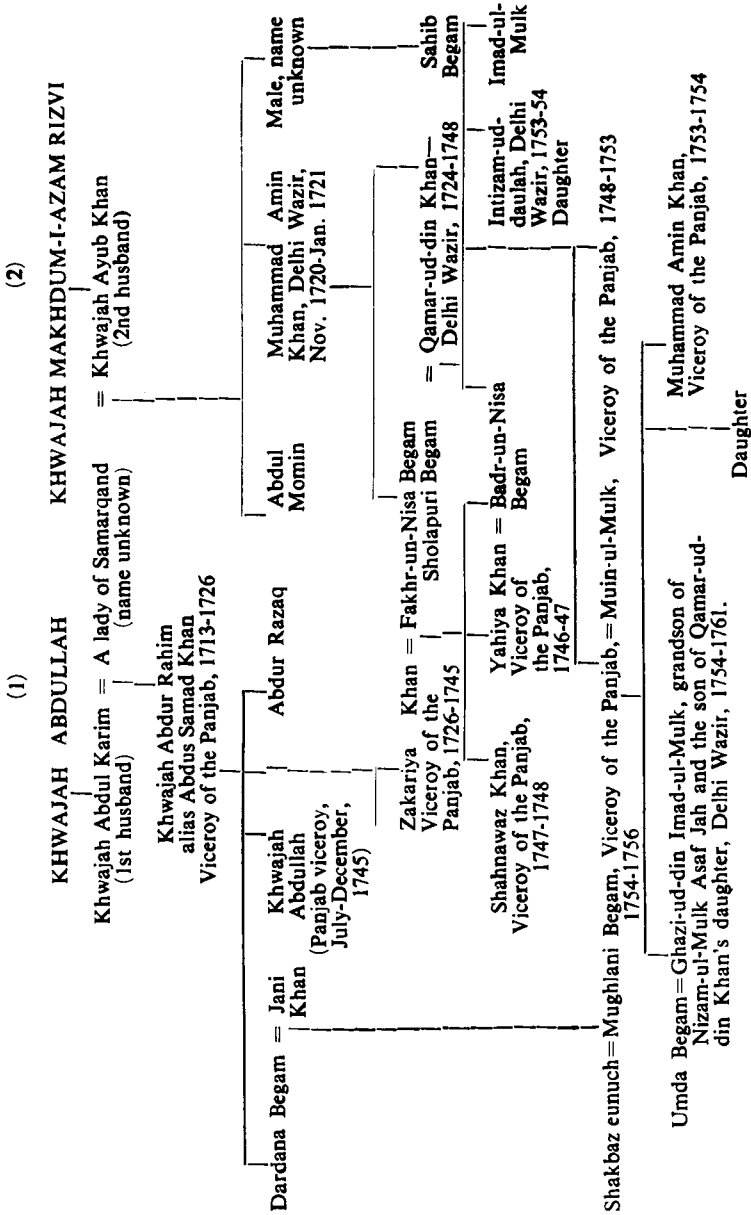 (1)
(2)
KHWAJAH ABDULLAH
KHWAJAH MAKHDUM-I-AZAM RIZVI
Khwajah Abdul Karim = A lady of Samarqand
(1st husband)
(name unknown)
= Khwajah Ayub Khan
(2nd husband)
Khwajah Abdur Rahim
alias Abdus Samad Khan
Viceroy of the Panjab, 1713-1726
Dardana Begam = Jani
Khan
Khwajah
Abdullah
(Panjab viceroy,
July-December,
1745)
Abdur Razaq
Abdul
Momin
Muhammad Amin
Khan, Delhi Wazir,
Nov. 1720-Jan. 1721
Male, name
unknown
Zakariya Khan = Fakhr-un-Nisa Begam
Viceroy of the
Panjab, 1726-1745
Sholapuri Begam
= Qamar-ud-din Khan—
Delhi Wazir, 1724-1748
Sahib
Begam
Shahnawaz Khan,
Viceroy of the Panjab,
1747-1748
Yahiya Khan = Badr-un-Nisa
Viceroy of
the Panjab,
1746-47
Begam
Intizam-ud-
daulah, Delhi
Wazir, 1753-54
Daughter
Imad-ul-
Mulk
Shakbaz eunuch = Mughlani Begam, Viceroy of the Panjab, = Muin-ul-Mulk, Viceroy of the Panjab, 1748-1753
1754-1756
Umda Begam = Ghazi-ud-din Imad-ul-Mulk, grandson of
Nizam-ul-Mulk Asaf Jah and the son of Qamar-ud-
din Khan's daughter, Delhi Wazir, 1754-1761.
Daughter
Muhammad Amin Khan,
Viceroy of the Panjab, 1753-1754